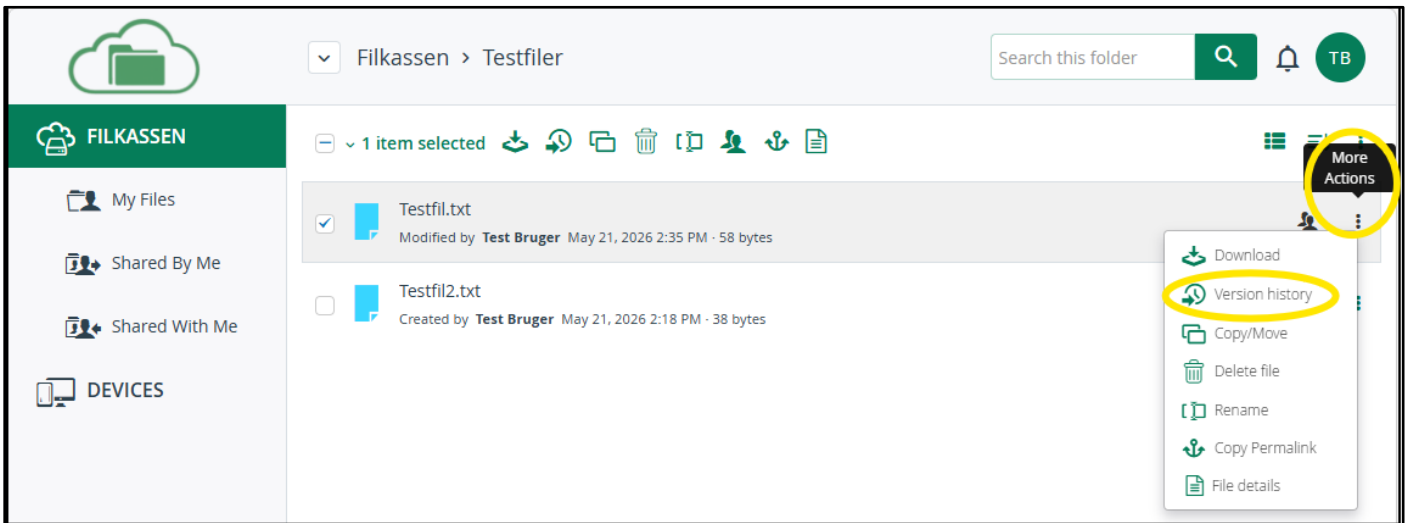 Filkassen > Testfiler
Search this folder
TB
FILKASSEN
My Files
Shared By Me
Shared With Me
DEVICES
1 item selected
More
Actions
Testfil.txt
Modified by Test Bruger May 21, 2026 2:35 PM · 58 bytes
Testfil2.txt
Created by Test Bruger May 21, 2026 2:18 PM · 38 bytes
Download
Version history
Copy/Move
Delete file
Rename
Copy Permalink
File details